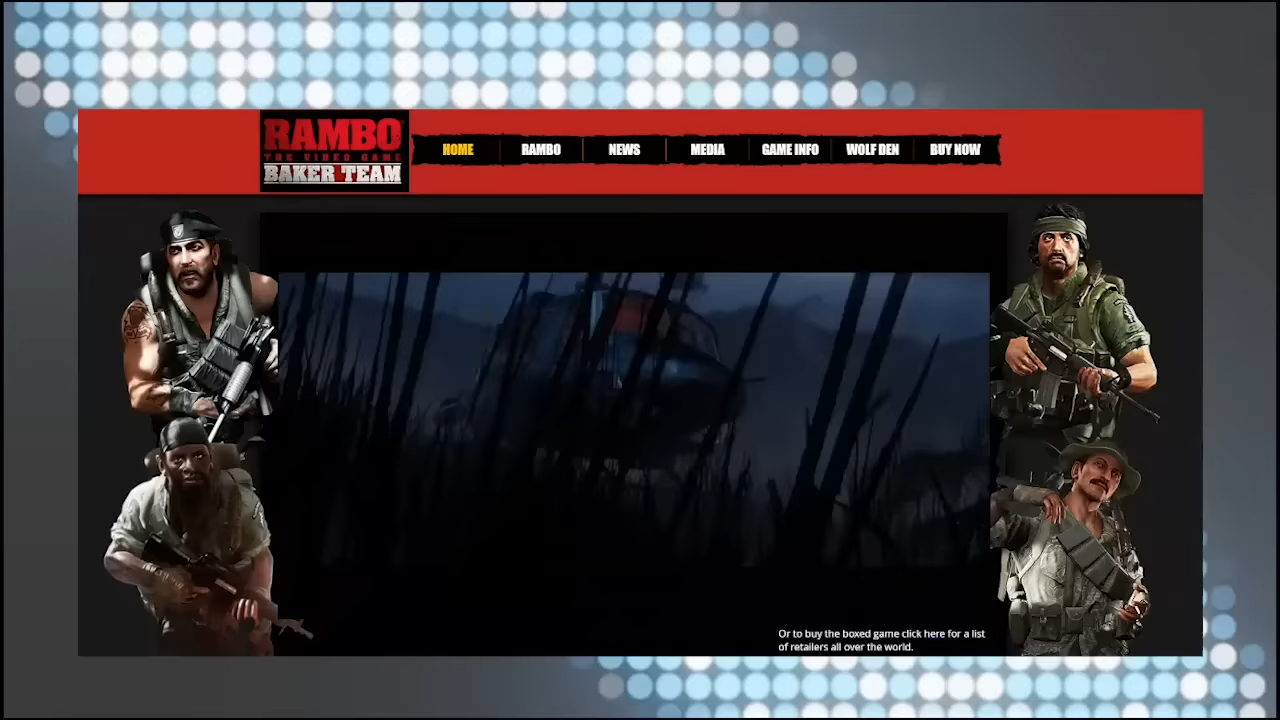 RAMBO
THE VIDEO GAME
BAKER TEAM
HOME RAMBO NEWS MEDIA GAME INFO WOLF DEN BUY NOW
Or to buy the boxed game click here for a list
of retailers all over the world.